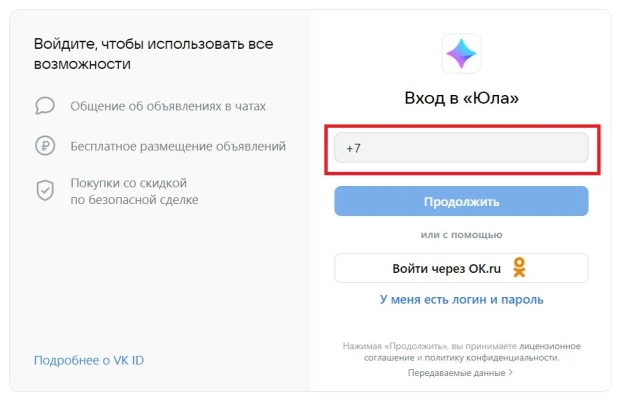 Войдите, чтобы использовать все
возможности
Общение об объявлениях в чатах
Бесплатное размещение объявлений
Покупки со скидкой
по безопасной сделке
Подробнее о VK ID
Вход в «Юла»
+7
Продолжить
или с помощью
Войти через OK.ru
У меня есть логин и пароль
Нажимая «Продолжить», вы принимаете лицензионное
соглашение и политику конфиденциальности.
Передаваемые данные >